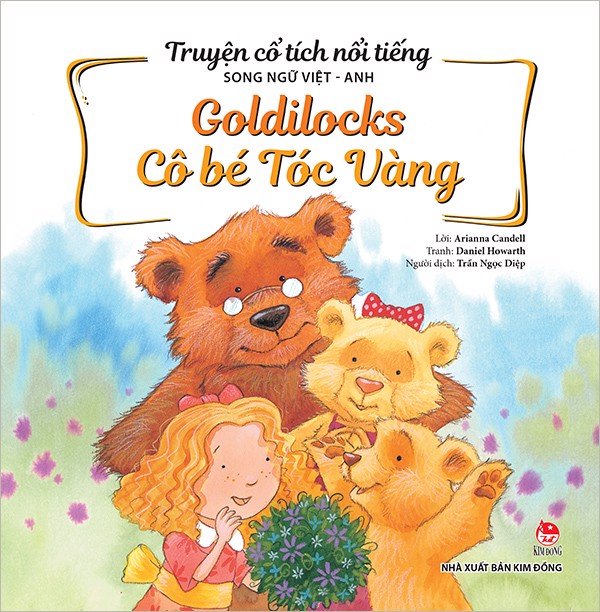 Truyện cổ tích nổi tiếng
SONG NGỮ VIỆT - ANH
Goldilocks
Cô bé Tóc Vàng
Lời: Arianna Candell
Tranh: Daniel Howarth
Người dịch: Trần Ngọc Diệp
KIM ĐỒNG
NHÀ XUẤT BẢN KIM ĐỒNG